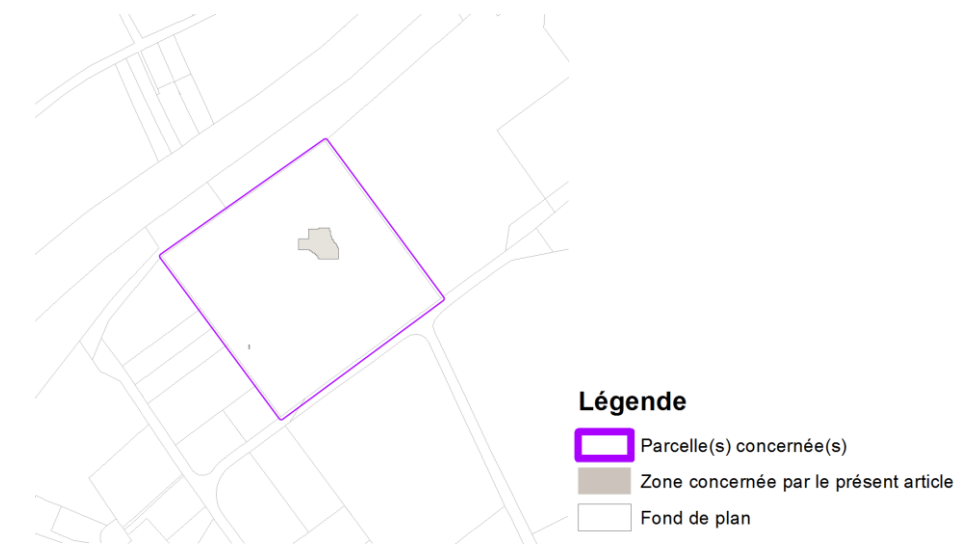 Légende
Parcelle(s) concernée(s)
Zone concernée par le présent article
Fond de plan